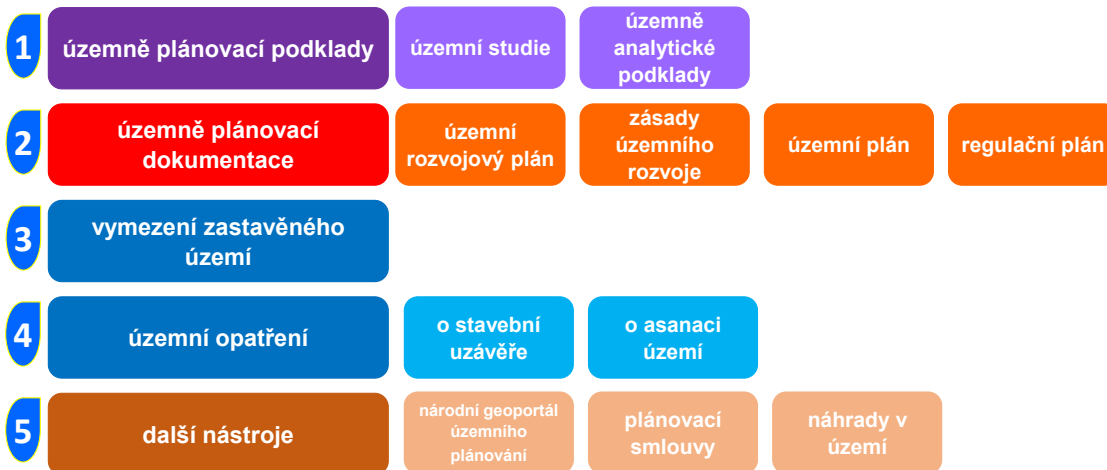 1
územně plánovací podklady
územní studie
územně
analytické
podklady
2
územně plánovací
dokumentace
územní
rozvojový plán
zásady
územního
rozvoje
územní plán
regulační plán
3
vymezení zastavěného
území
4
územní opatření
o stavební
uzávěře
o asanaci
území
5
další nástroje
národní geoportál
územního
plánování
plánovací
smlouvy
náhrady v
území